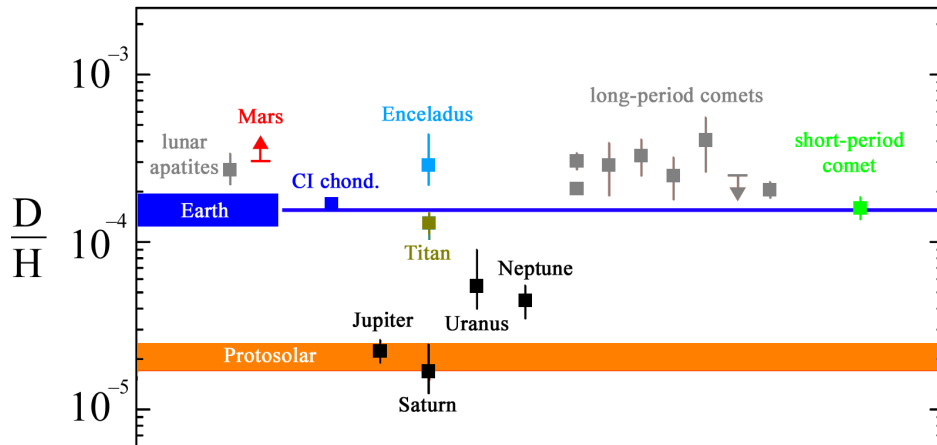 10⁻³
10⁻⁴
10⁻⁵
D
H
lunar
apatites
Mars
Earth
CI chond.
Enceladus
Titan
Jupiter
Saturn
Uranus
Neptune
long-period comets
short-period
comet
Protosolar